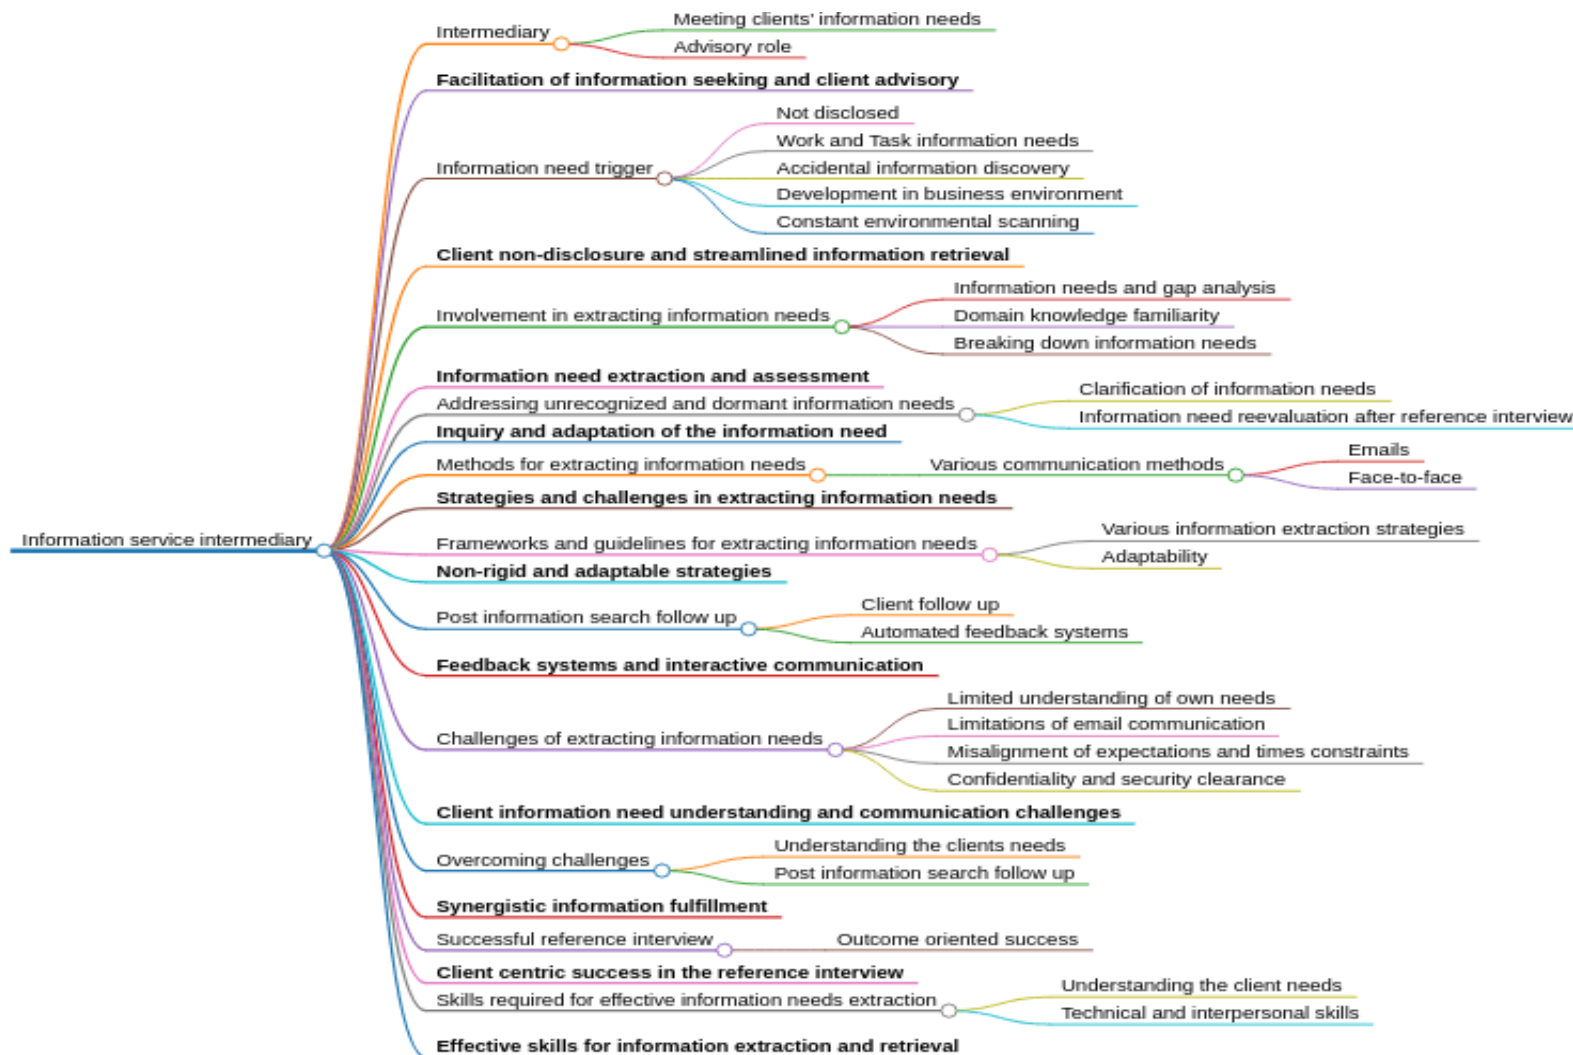 Meeting clients' information needs
Intermediary
Advisory role
Facilitation of information seeking and client advisory
Not disclosed
Work and Task information needs
Information need trigger
Accidental information discovery
Development in business environment
Constant environmental scanning
Client non-disclosure and streamlined information retrieval
Information needs and gap analysis
Involvement in extracting information needs
Domain knowledge familiarity
Breaking down information needs
Information need extraction and assessment
Clarification of information needs
Addressing unrecognized and dormant information needs
Information need reevaluation after reference interview
Inquiry and adaptation of the information need
Emails
Methods for extracting information needs
Various communication methods
Face-to-face
Strategies and challenges in extracting information needs
Various information extraction strategies
Information service intermediary
Frameworks and guidelines for extracting information needs
Adaptability
Non-rigid and adaptable strategies
Client follow up
Post information search follow up
Automated feedback systems
Feedback systems and interactive communication
Limited understanding of own needs
Limitations of email communication
Challenges of extracting information needs
Misalignment of expectations and times constraints
Confidentiality and security clearance
Client information need understanding and communication challenges
Understanding the clients needs
Overcoming challenges
Post information search follow up
Synergistic information fulfillment
Successful reference interview
Outcome oriented success
Client centric success in the reference interview
Understanding the client needs
Skills required for effective information needs extraction
Technical and interpersonal skills
Effective skills for information extraction and retrieval